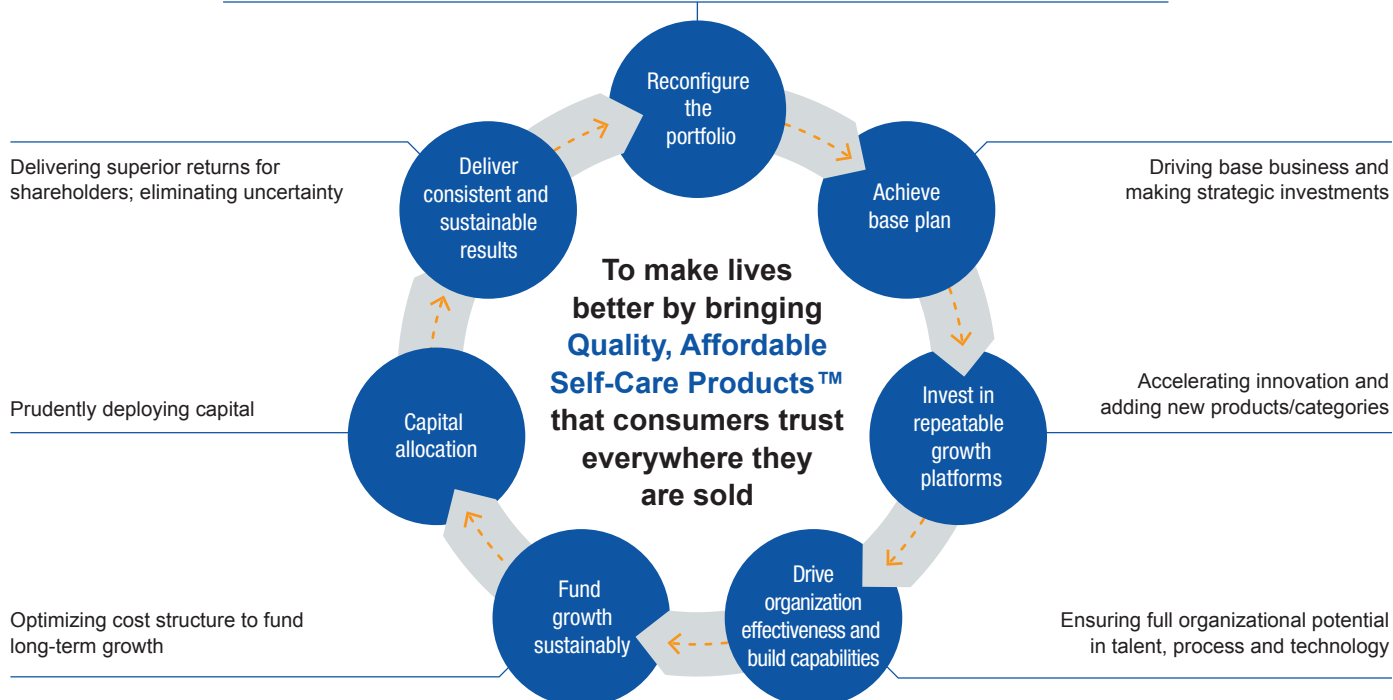 Reconfigure
the
portfolio
Achieve
base plan
Driving base business and
making strategic investments
Invest in
repeatable
growth
platforms
Accelerating innovation and
adding new products/categories
Drive
organization
effectiveness and
build capabilities
Ensuring full organizational potential
in talent, process and technology
Fund
growth
sustainably
Optimizing cost structure to fund
long-term growth
Capital
allocation
Prudently deploying capital
Deliver
consistent and
sustainable
results
Delivering superior returns for
shareholders; eliminating uncertainty
To make lives
better by bringing
Quality, Affordable
Self-Care Products™
that consumers trust
everywhere they
are sold